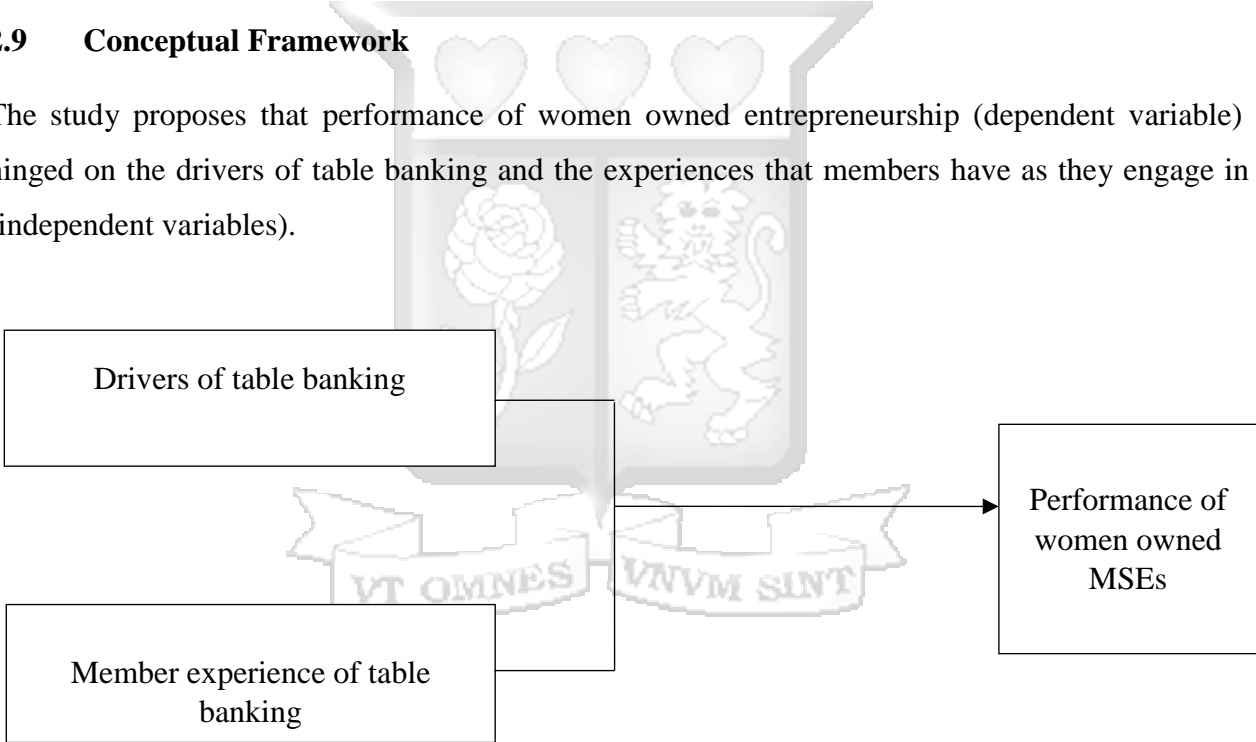 2.9 Conceptual Framework
The study proposes that performance of women owned entrepreneurship (dependent variable)
hinged on the drivers of table banking and the experiences that members have as they engage in
independent variables).
Drivers of table banking
Performance of
women owned
MSEs
VT OMNES VNVM SINT
Member experience of table
banking